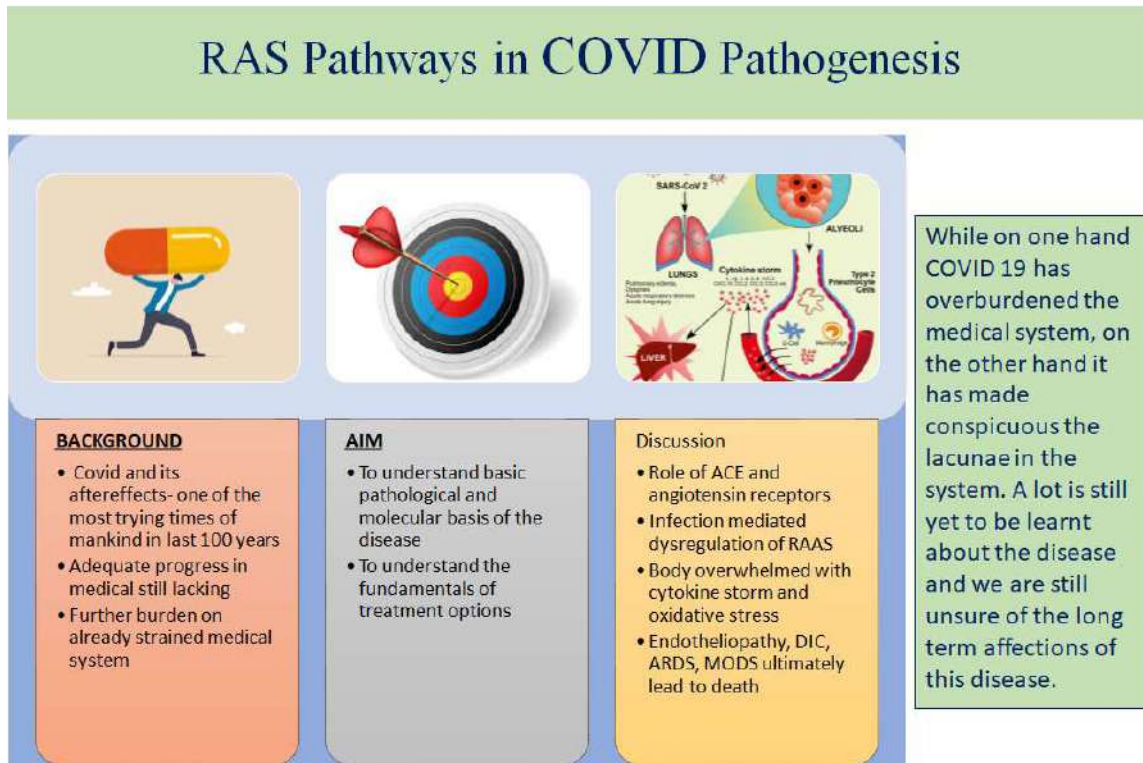 RAS Pathways in COVID Pathogenesis
SARS-CoV 2
LUNGS
ALYEOLI
Cytokine storm
Pulmonary edema,
Acute lung injury
Type 2
Pneumocyte
Cells
LIVER
BACKGROUND
• Covid and its
aftereffects- one of the
most trying times of
mankind in last 100 years
• Adequate progress in
medical still lacking
• Further burden on
already strained medical
system
AIM
• To understand basic
pathological and
molecular basis of the
disease
• To understand the
fundamentals of
treatment options
Discussion
• Role of ACE and
angiotensin receptors
• Infection mediated
dysregulation of RAAS
• Body overwhelmed with
cytokine storm and
oxidative stress
• Endotheliopathy, DIC,
ARDS, MODS ultimately
lead to death
While on one hand
COVID 19 has
overburdened the
medical system, on
the other hand it
has made
conspicuous the
lacunae in the
system. A lot is still
yet to be learnt
about the disease
and we are still
unsure of the long
term affections of
this disease.